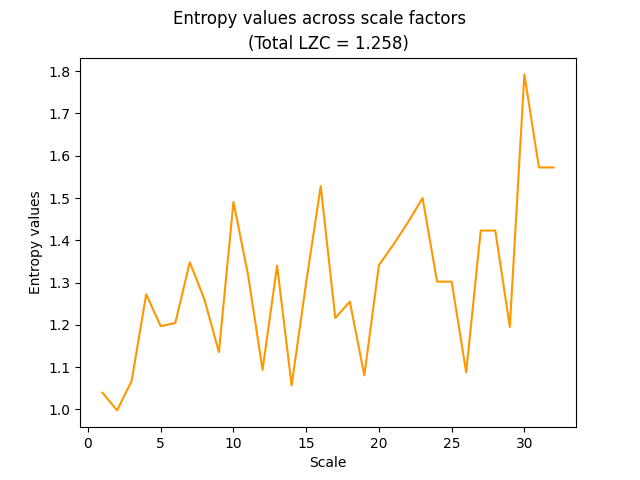 Entropy values across scale factors
(Total LZC = 1.258)
Entropy values
1.8
1.7
1.6
1.5
1.4
1.3
1.2
1.1
1.0
0 5 10 15 20 25 30
Scale